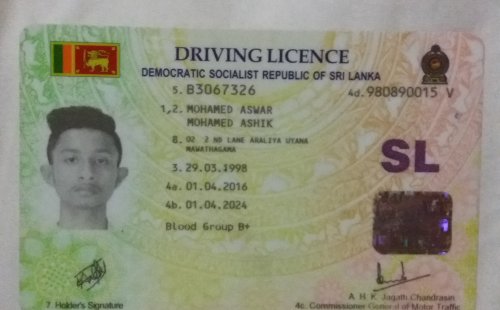 DRIVING LICENCE
DEMOCRATIC SOCIALIST REPUBLIC OF SRI LANKA
5. B3067326 4d. 980890015 V
1,2. MOHAMED ASWAR
MOHAMED ASHIK
8. 02 2 ND LANE ARALIYA UYANA
MAWATHAGAMA
SL
3. 29.03.1998
4a. 01.04.2016
4b. 01.04.2024
Blood Group B+
A. H. K. Jagath Chandrasiri
7. Holder's Signature 4c. Commissioner General of Motor Traffic